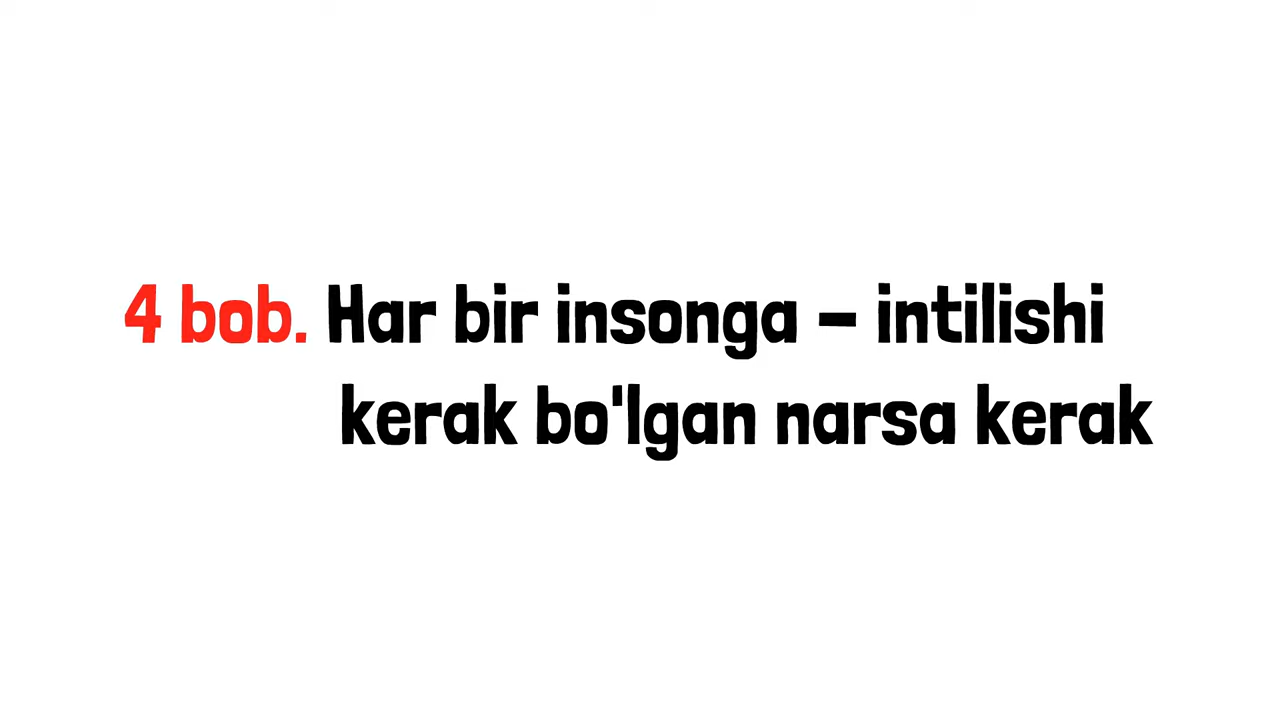 4 bob. Har bir insonga – intilishi
kerak bo'lgan narsa kerak